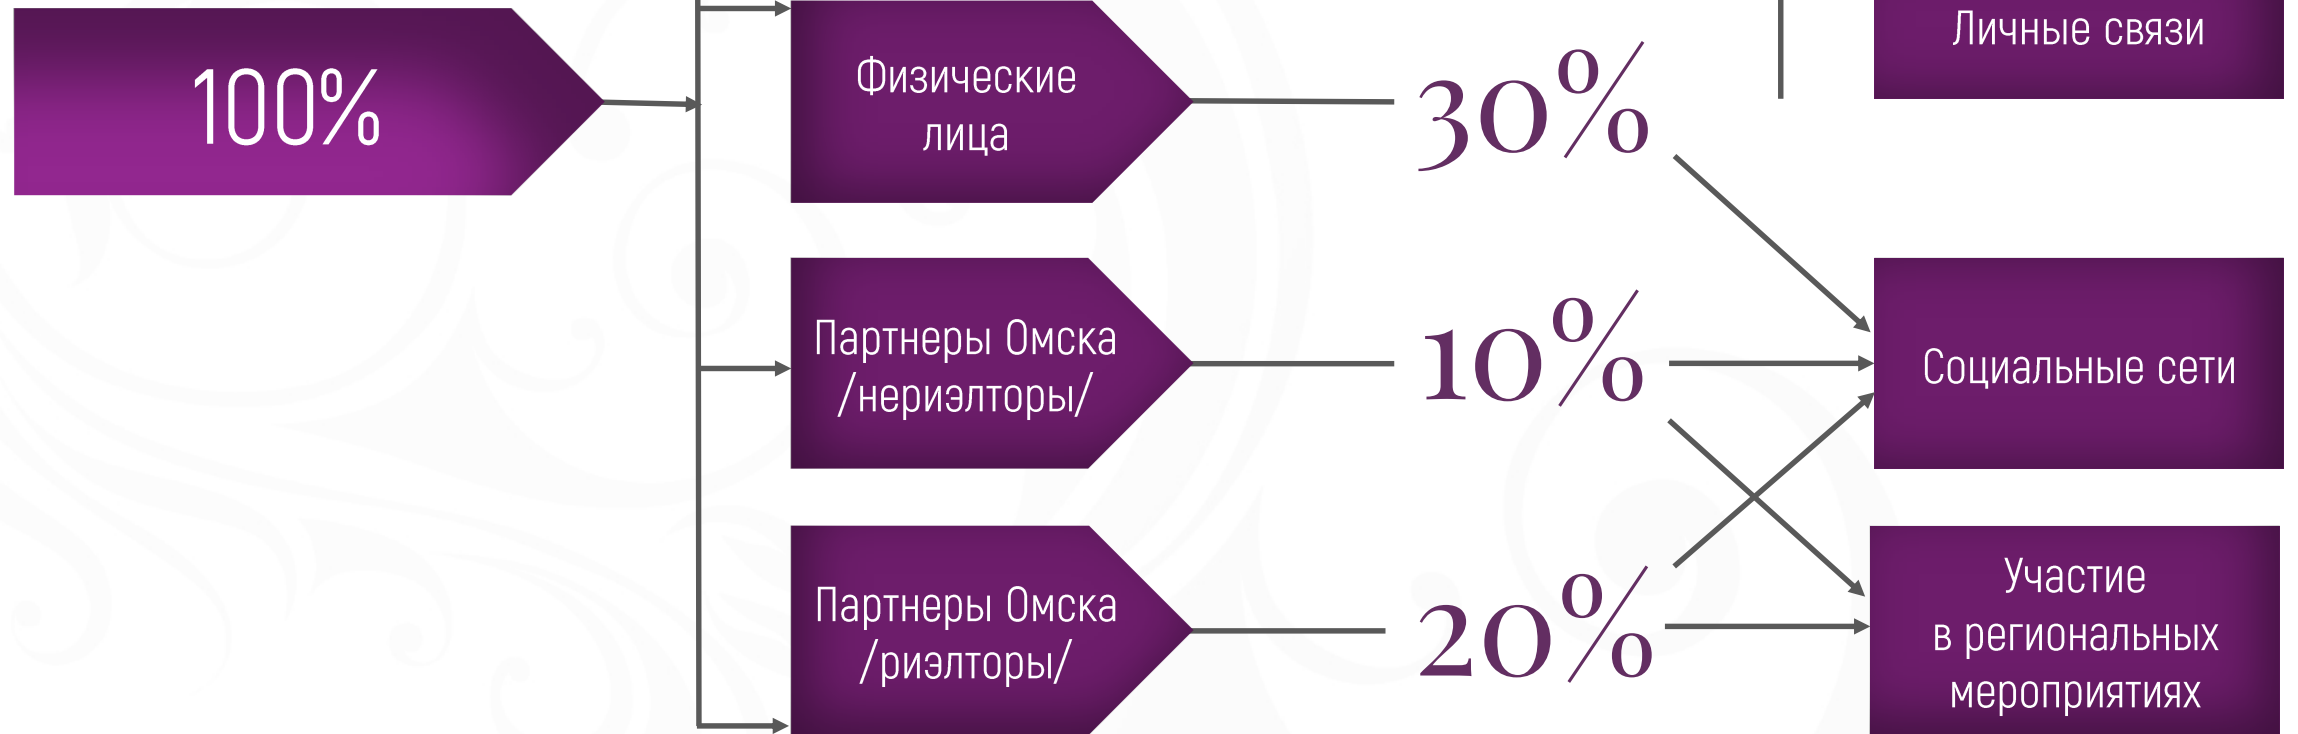 100%
Физические
лица
30%
Личные связи
Партнеры Омска
/нериэлторы/
10%
Социальные сети
Партнеры Омска
/риэлторы/
20%
Участие
в региональных
мероприятиях